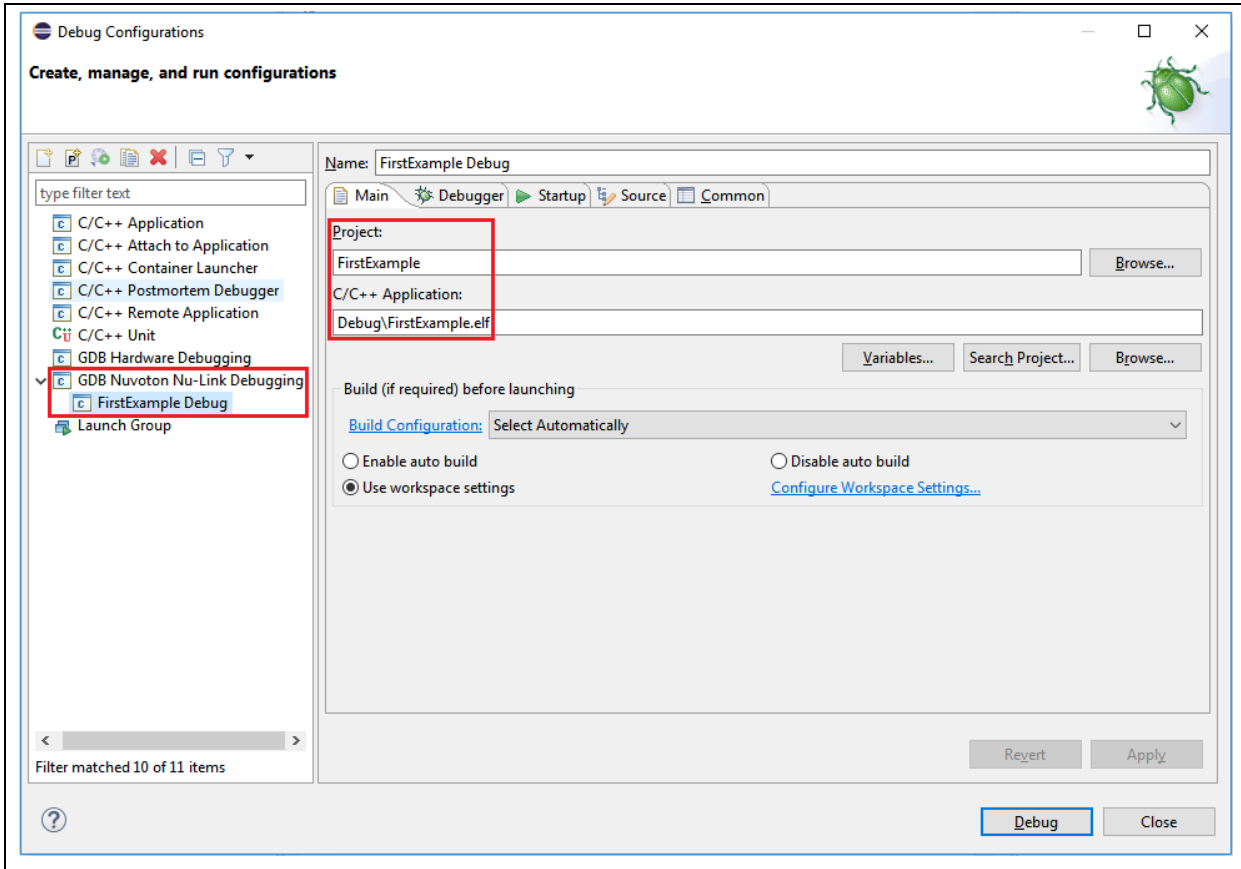 Debug Configurations
Create, manage, and run configurations
type filter text
C/C++ Application
C/C++ Attach to Application
C/C++ Container Launcher
C/C++ Postmortem Debugger
C/C++ Remote Application
C/C++ Unit
GDB Hardware Debugging
GDB Nuvoton Nu-Link Debugging
FirstExample Debug
Launch Group
Filter matched 10 of 11 items
Name: FirstExample Debug
Main Debugger Startup Source Common
Project:
FirstExample Browse...
C/C++ Application:
Debug\FirstExample.elf
Variables... Search Project... Browse...
Build (if required) before launching
Build Configuration: Select Automatically
Enable auto build Disable auto build
Use workspace settings Configure Workspace Settings...
Revert Apply
Debug Close